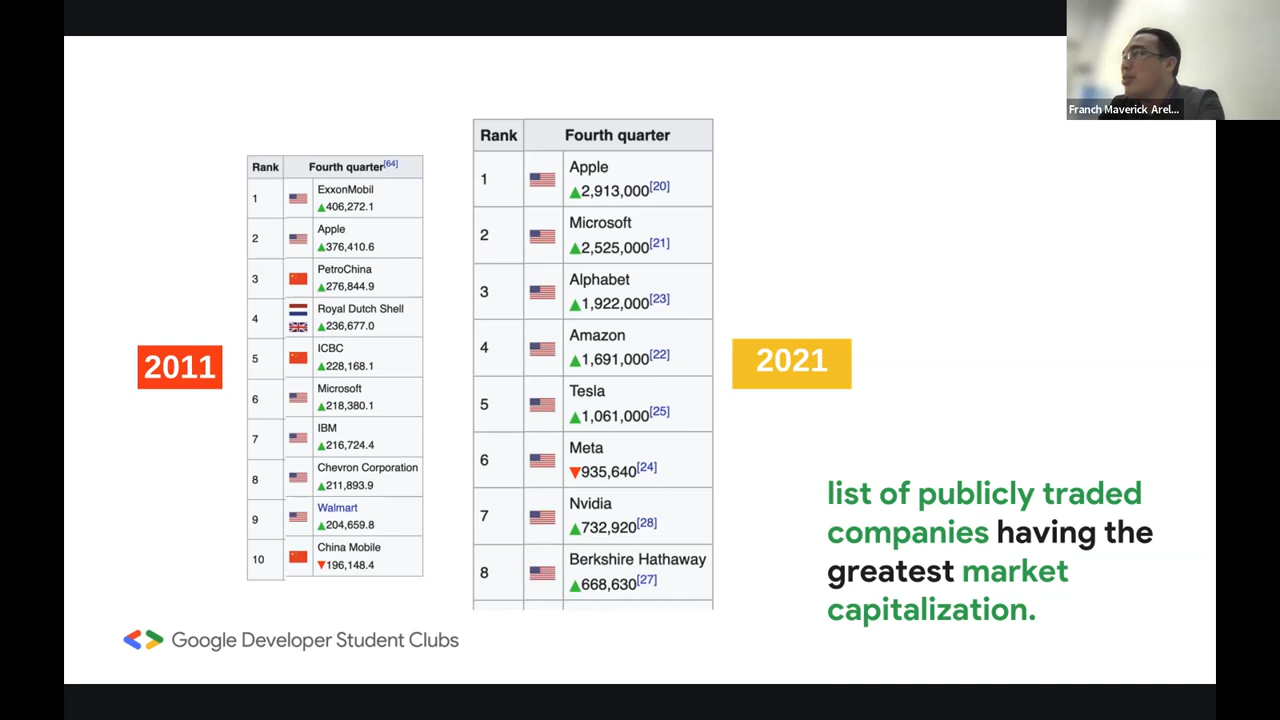 Franch Maverick Arel...
Rank Fourth quarter[64]
1 ExxonMobil
▲406,272.1
2 Apple
▲376,410.6
3 PetroChina
▲276,844.9
4 Royal Dutch Shell
▲236,677.0
5 ICBC
▲228,168.1
6 Microsoft
▲218,380.1
7 IBM
▲216,724.4
8 Chevron Corporation
▲211,893.9
9 Walmart
▲204,659.8
10 China Mobile
▼196,148.4
2011
Rank Fourth quarter
1 Apple
▲2,913,000[20]
2 Microsoft
▲2,525,000[21]
3 Alphabet
▲1,922,000[23]
4 Amazon
▲1,691,000[22]
5 Tesla
▲1,061,000[25]
6 Meta
▼935,640[24]
7 Nvidia
▲732,920[28]
8 Berkshire Hathaway
▲668,630[27]
2021
list of publicly traded
companies having the
greatest market
capitalization.
Google Developer Student Clubs